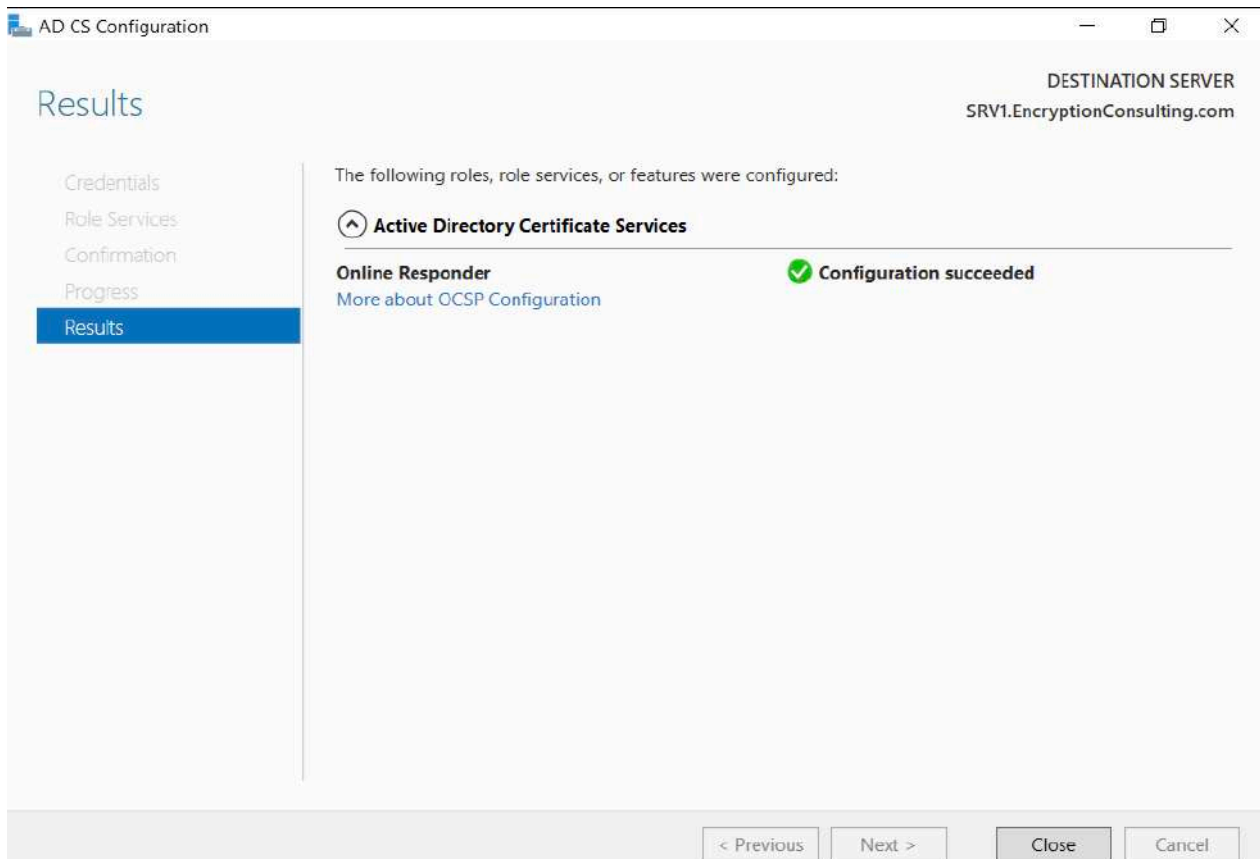 AD CS Configuration
Results
DESTINATION SERVER
SRV1.EncryptionConsulting.com
Credentials
Role Services
Confirmation
Progress
Results
The following roles, role services, or features were configured:
Active Directory Certificate Services
Online Responder
Configuration succeeded
More about OCSP Configuration
< Previous
Next >
Close
Cancel